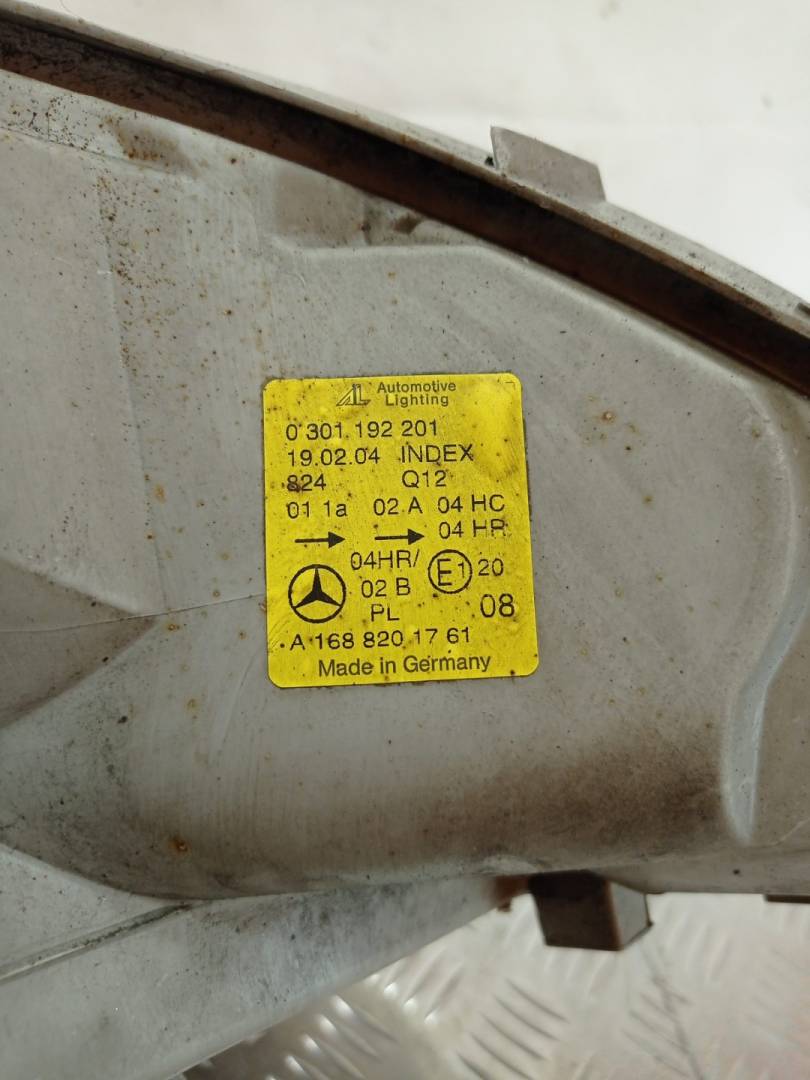 AL Automotive
Lighting
0 301 192 201
19.02.04 INDEX
824 Q12
01 1a 02 A 04 HC
04 HR
04HR/
02 B E1 20
PL 08
A 168 820 17 61
Made in Germany